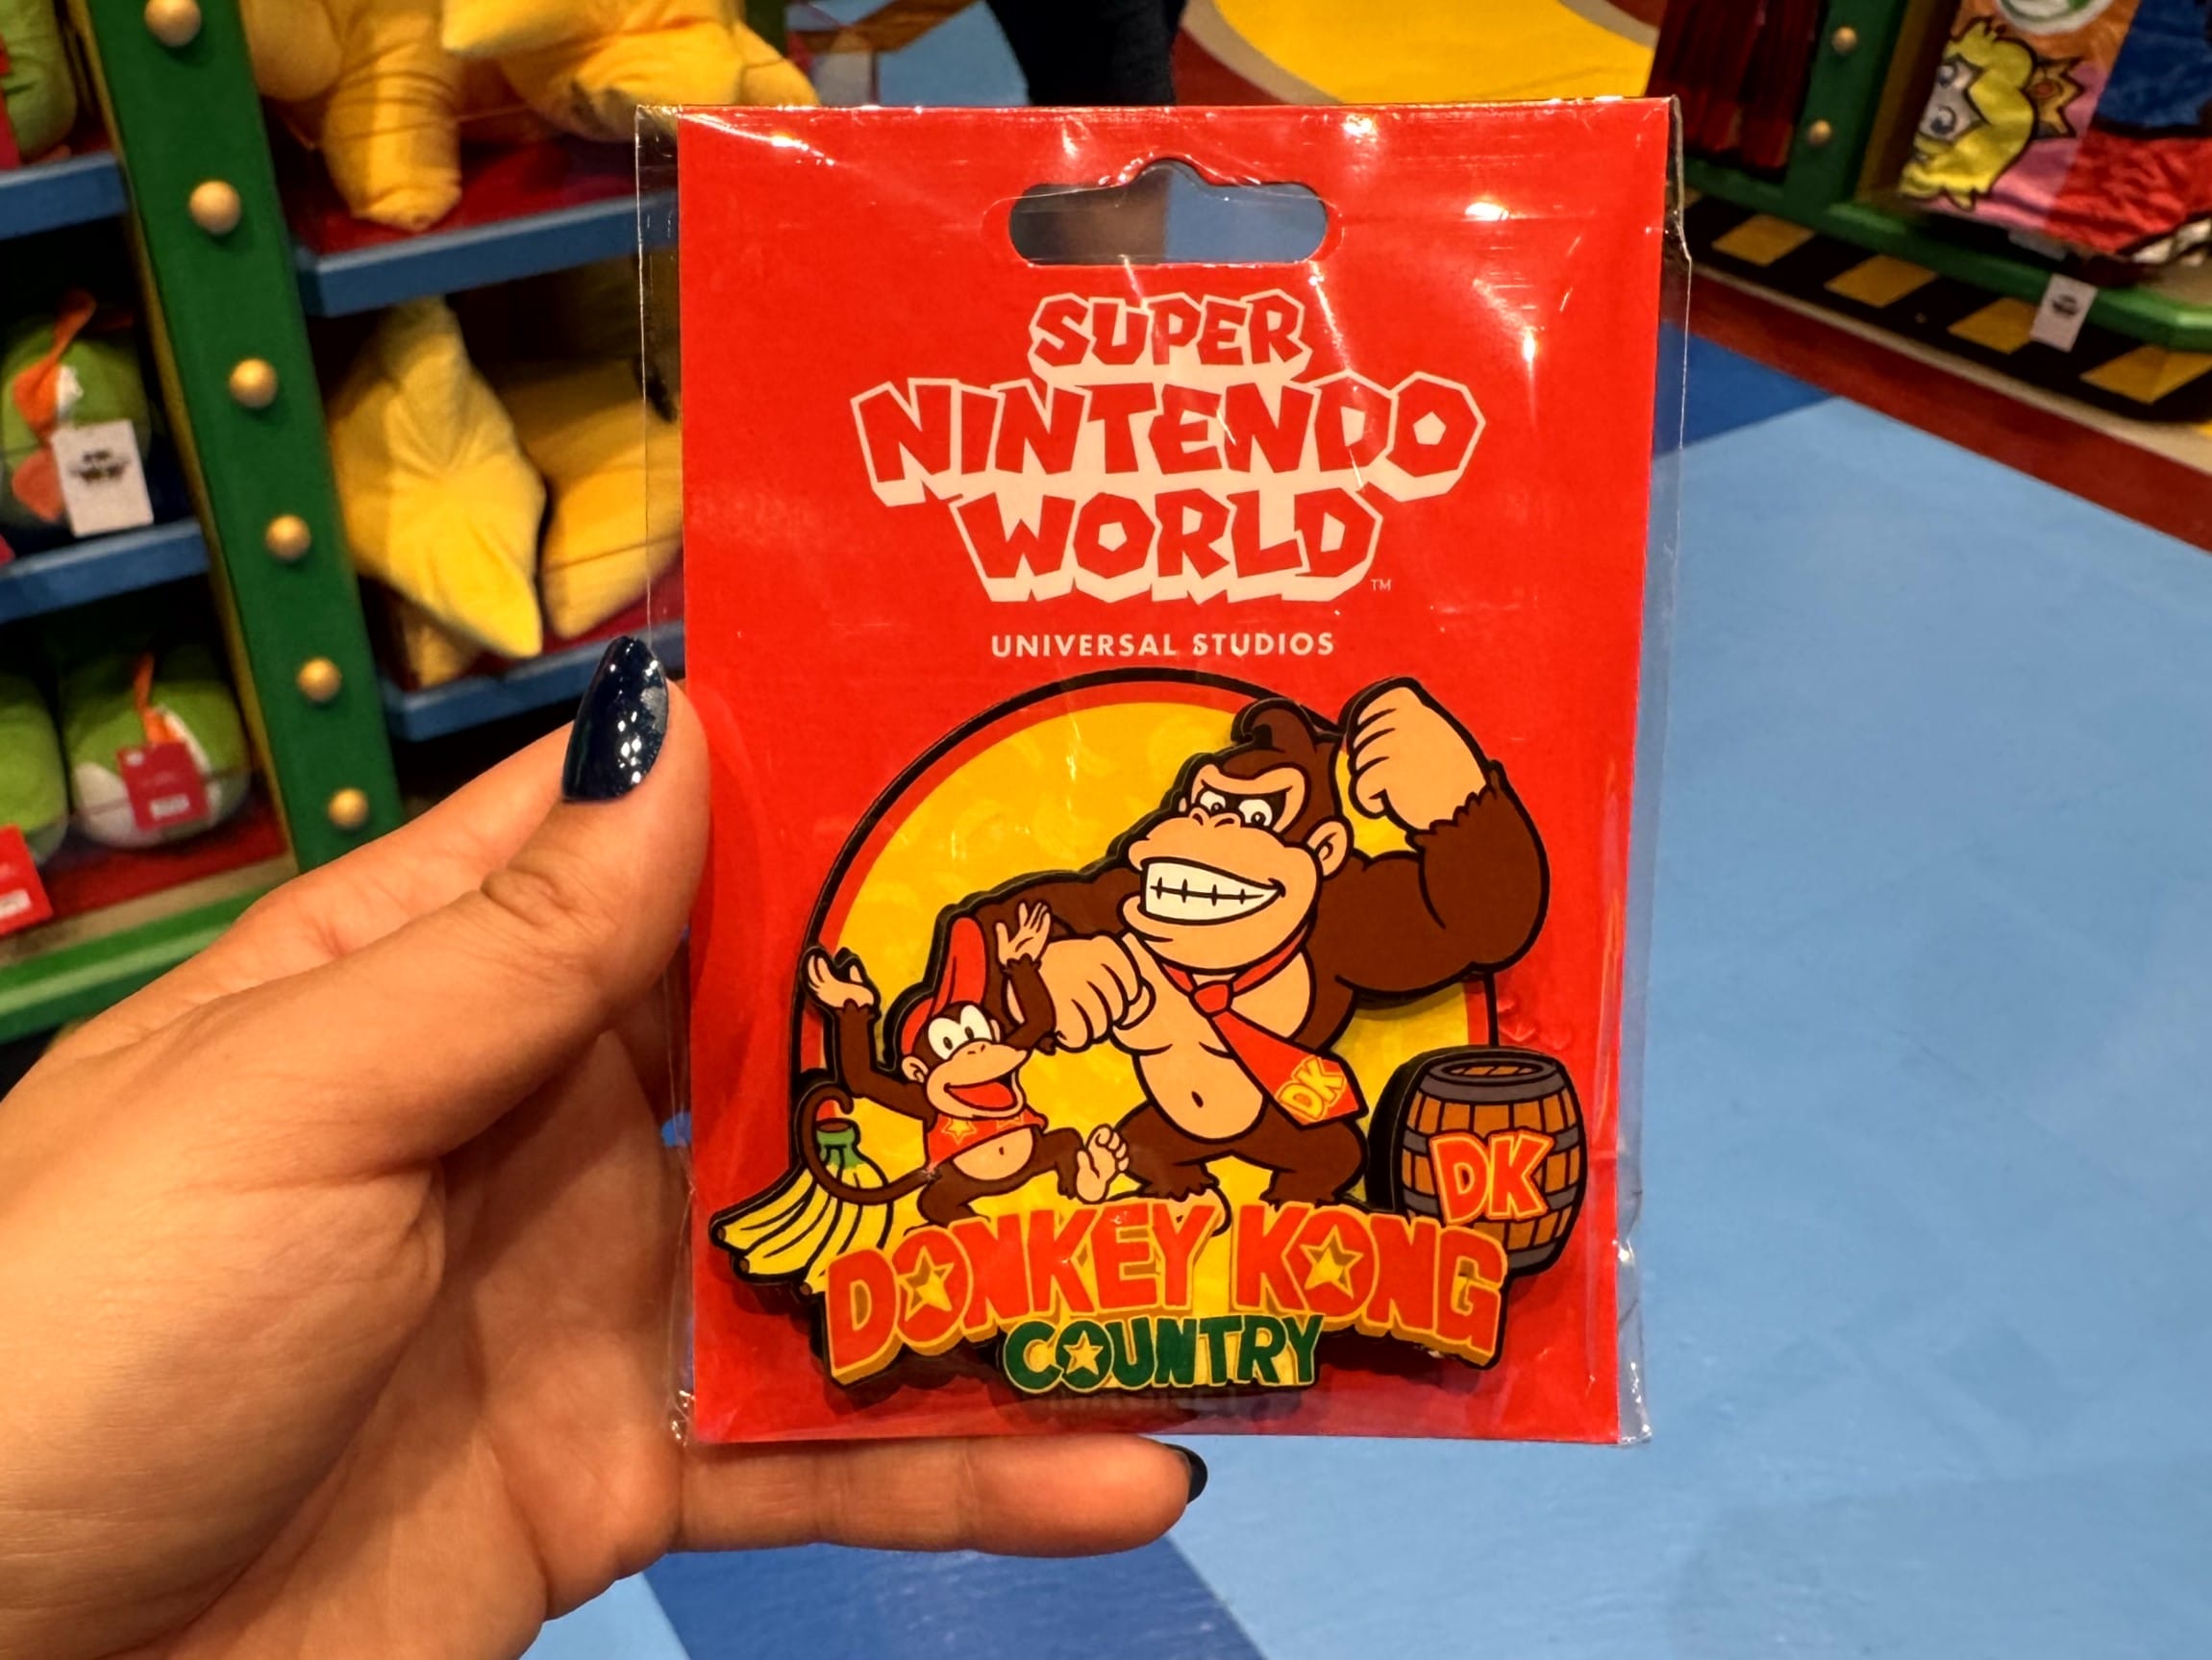 SUPER
NINTENDO
WORLD
TM
UNIVERSAL STUDIOS
DK
DK
DONKEY KONG
COUNTRY